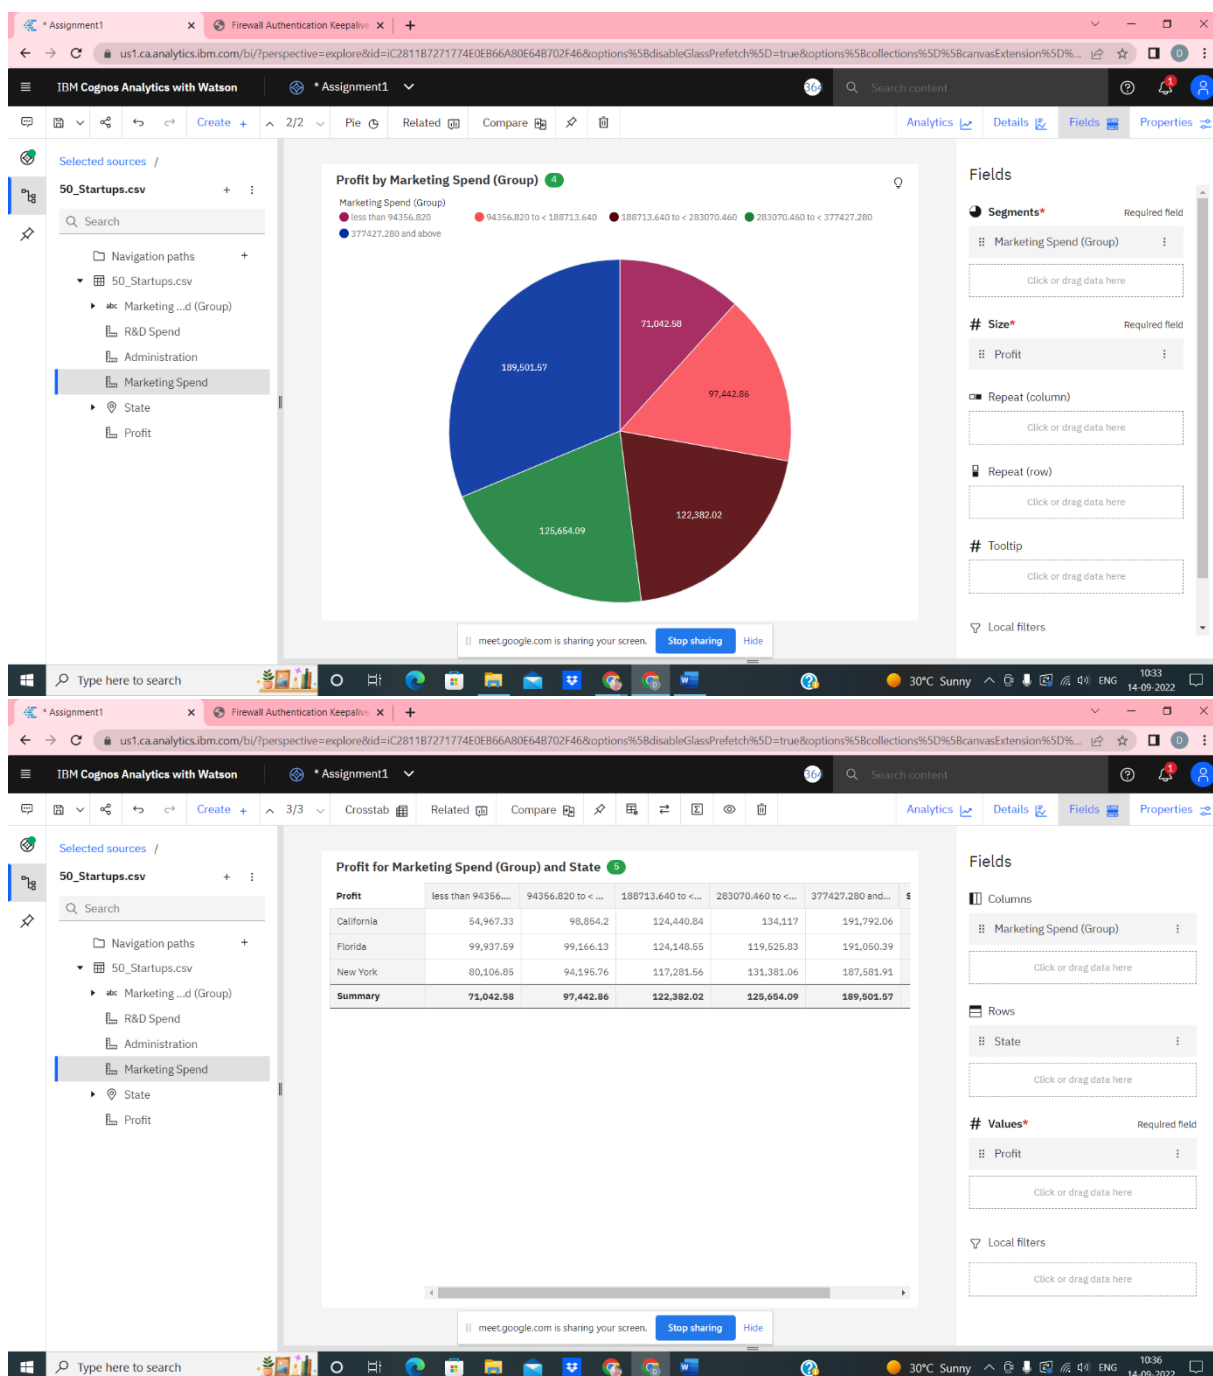 * Assignment1
Firewall Authentication Keepalive
us1.ca.analytics.ibm.com/bi/?perspective=explore&id=iC2811B7271774E0EB66A80E64B702F46&options%5BdisableGlassPrefetch%5D=true&options%5Bcollections%5D%5BcanvasExtension%5D%...
D
IBM Cognos Analytics with Watson
* Assignment1
364
Search content
1
Create +
2/2
Pie
Related
Compare
Analytics
Details
Fields
Properties
Selected sources /
50_Startups.csv
Search
Navigation paths
50_Startups.csv
abc Marketing ...d (Group)
R&D Spend
Administration
Marketing Spend
State
Profit
Profit by Marketing Spend (Group) 4
Marketing Spend (Group)
less than 94356.820
94356.820 to < 188713.640
188713.640 to < 283070.460
283070.460 to < 377427.280
377427.280 and above
71,042.58
97,442.86
122,382.02
125,654.09
189,501.57
Fields
Segments* Required field
Marketing Spend (Group)
Click or drag data here
# Size* Required field
Profit
Repeat (column)
Click or drag data here
Repeat (row)
Click or drag data here
# Tooltip
Click or drag data here
Local filters
meet.google.com is sharing your screen. Stop sharing Hide
Type here to search
30°C Sunny
ENG
10:33
14-09-2022
* Assignment1
Firewall Authentication Keepalive
us1.ca.analytics.ibm.com/bi/?perspective=explore&id=iC2811B7271774E0EB66A80E64B702F46&options%5BdisableGlassPrefetch%5D=true&options%5Bcollections%5D%5BcanvasExtension%5D%...
D
IBM Cognos Analytics with Watson
* Assignment1
364
Search content
1
Create +
3/3
Crosstab
Related
Compare
Analytics
Details
Fields
Properties
Selected sources /
50_Startups.csv
Search
Navigation paths
50_Startups.csv
abc Marketing ...d (Group)
R&D Spend
Administration
Marketing Spend
State
Profit
Profit for Marketing Spend (Group) and State 5
Profit less than 94356.... 94356.820 to < ... 188713.640 to <... 283070.460 to <... 377427.280 and... S
California 54,967.33 98,854.2 124,440.84 134,117 191,792.06
Florida 99,937.59 99,166.13 124,148.55 119,525.83 191,050.39
New York 80,106.85 94,195.76 117,281.56 131,381.06 187,581.91
Summary 71,042.58 97,442.86 122,382.02 125,654.09 189,501.57
Fields
Columns
Marketing Spend (Group)
Click or drag data here
Rows
State
Click or drag data here
# Values* Required field
Profit
Click or drag data here
Local filters
Click or drag data here
meet.google.com is sharing your screen. Stop sharing Hide
Type here to search
30°C Sunny
ENG
10:36
14-09-2022